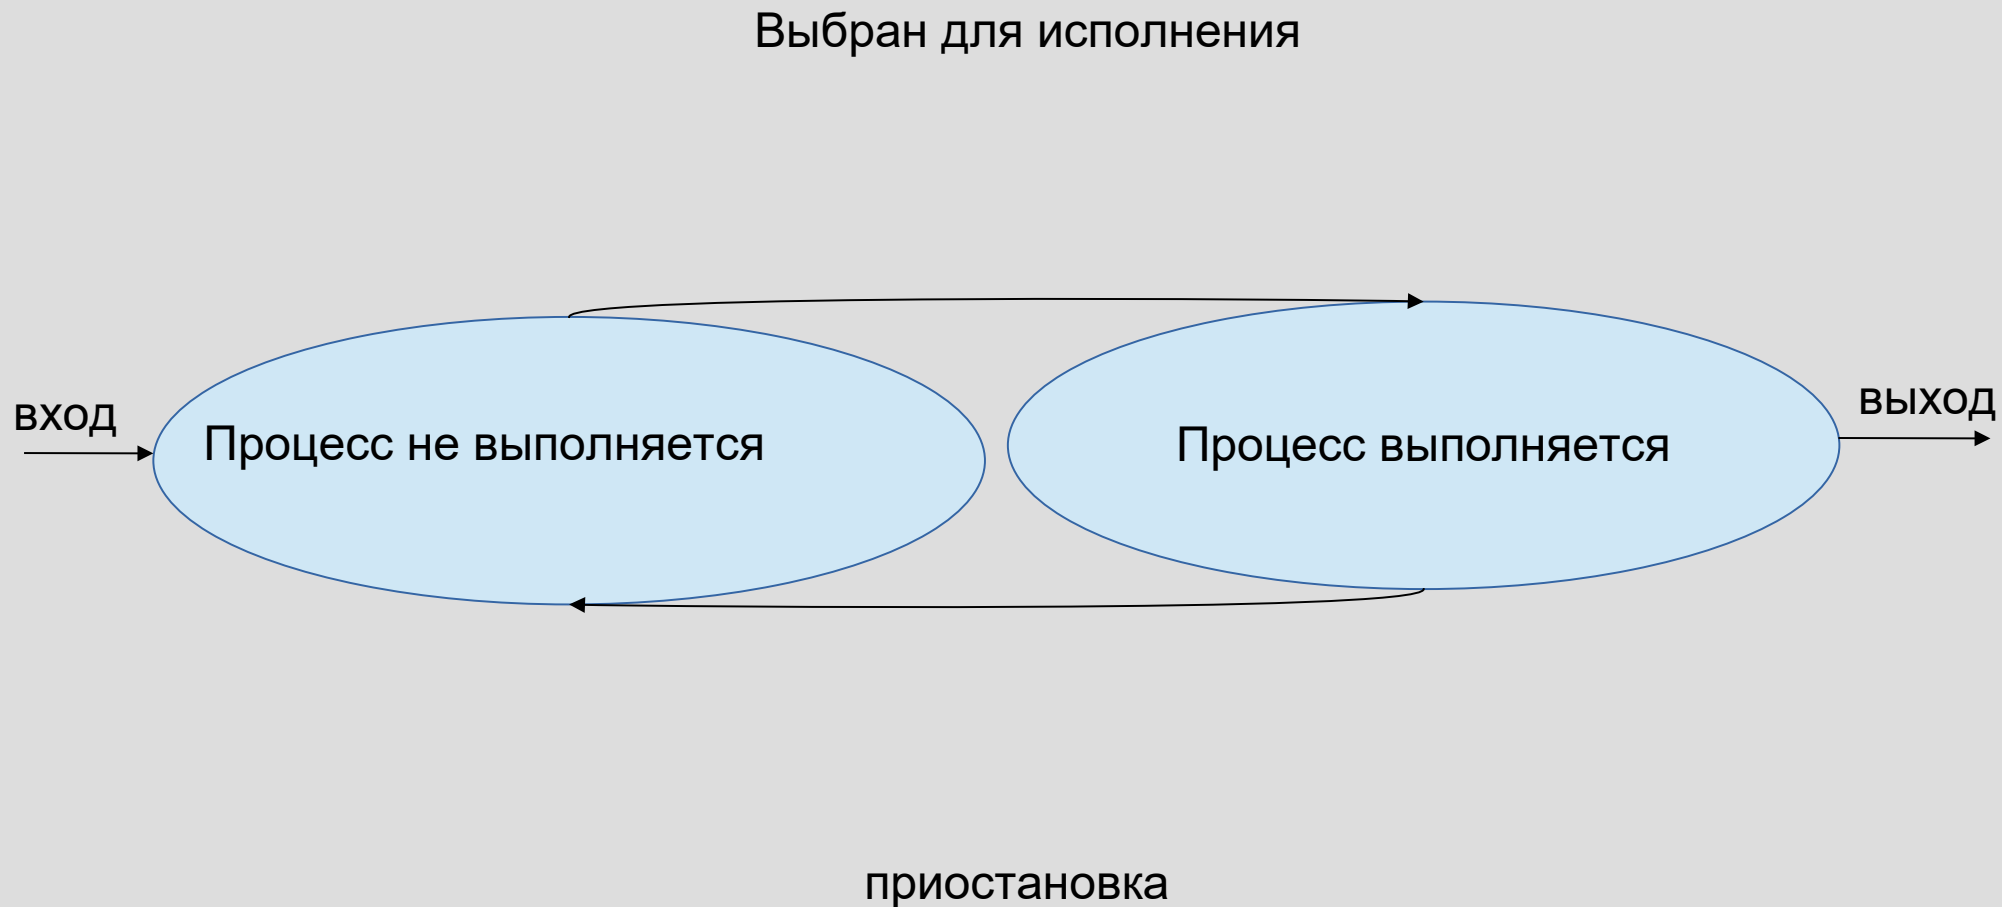 Выбран для исполнения
вход
Процесс не выполняется
Процесс выполняется
выход
приостановка